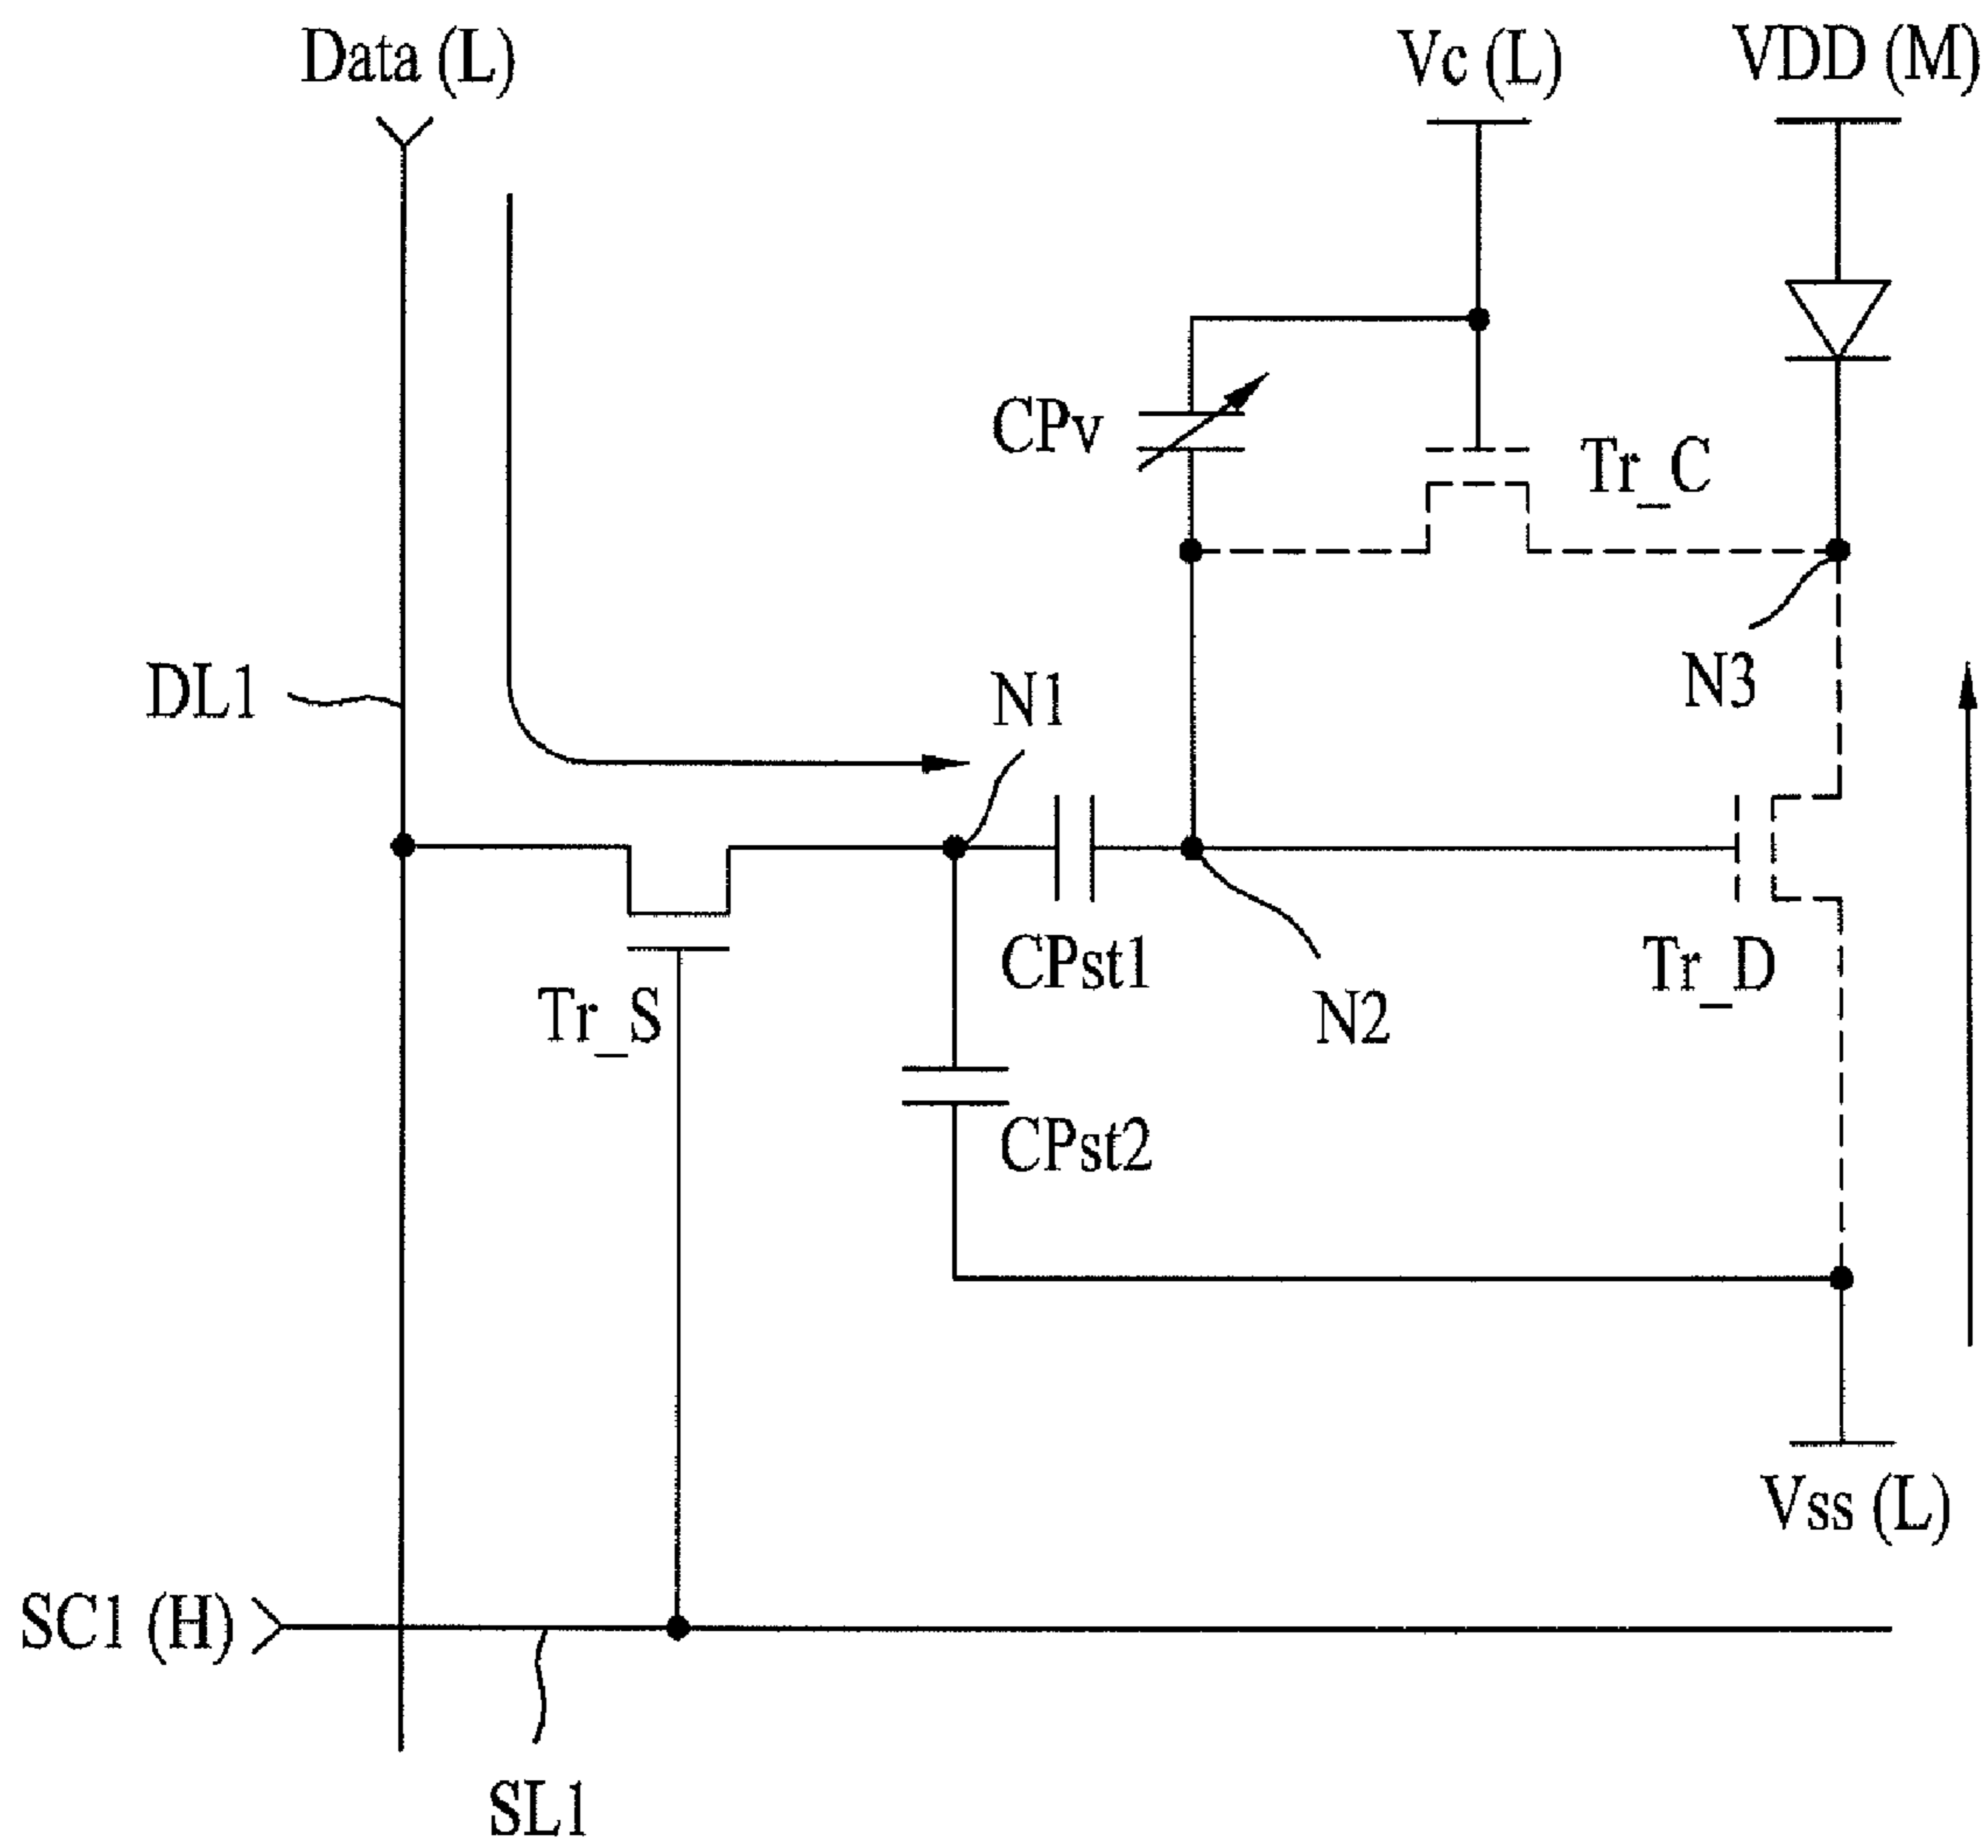 Data (L)
Vc (L)
VDD (M)
CPv
Tr_C
DL1
N1
N3
CPst1
Tr_D
Tr_S
N2
CPst2
Vss (L)
SC1 (H)
SL1